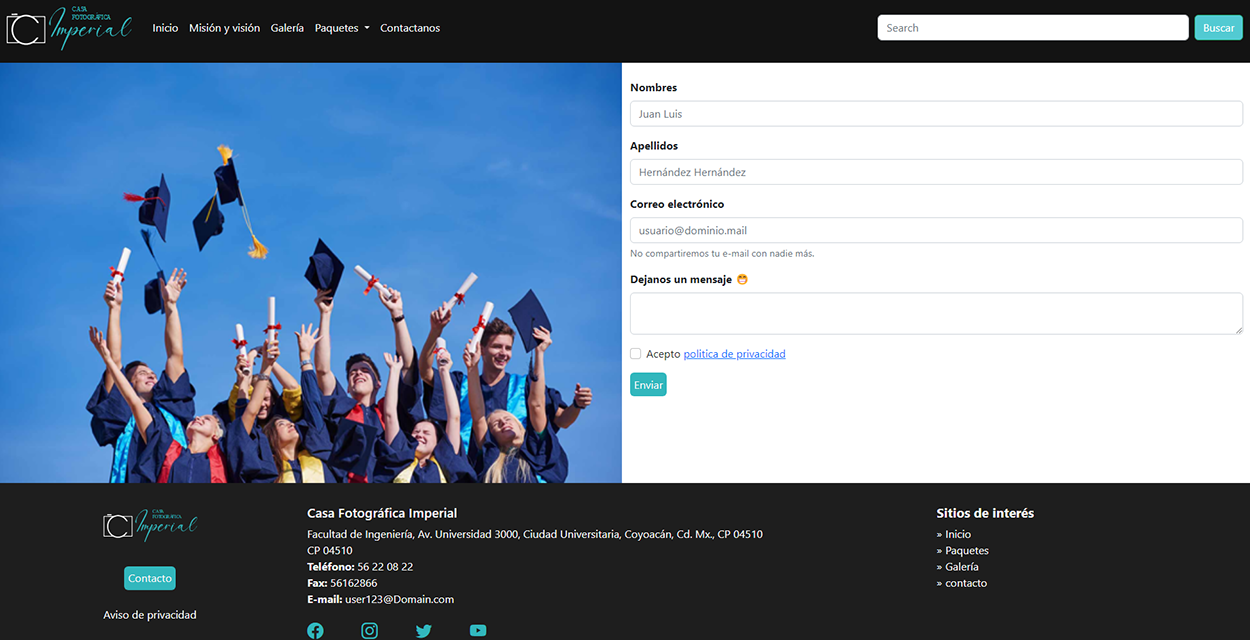 CASA
FOTOGRÁFICA
Imperial
Inicio Misión y visión Galería Paquetes Contactanos
Search Buscar
Nombres
Juan Luis
Apellidos
Hernández Hernández
Correo electrónico
usuario@dominio.mail
No compartiremos tu e-mail con nadie más.
Dejanos un mensaje 😁
Acepto politica de privacidad
Enviar
CASA
FOTOGRÁFICA
Imperial
Contacto
Aviso de privacidad
Casa Fotográfica Imperial
Facultad de Ingeniería, Av. Universidad 3000, Ciudad Universitaria, Coyoacán, Cd. Mx., CP 04510
CP 04510
Teléfono: 56 22 08 22
Fax: 56162866
E-mail: user123@Domain.com
Sitios de interés
» Inicio
» Paquetes
» Galería
» contacto